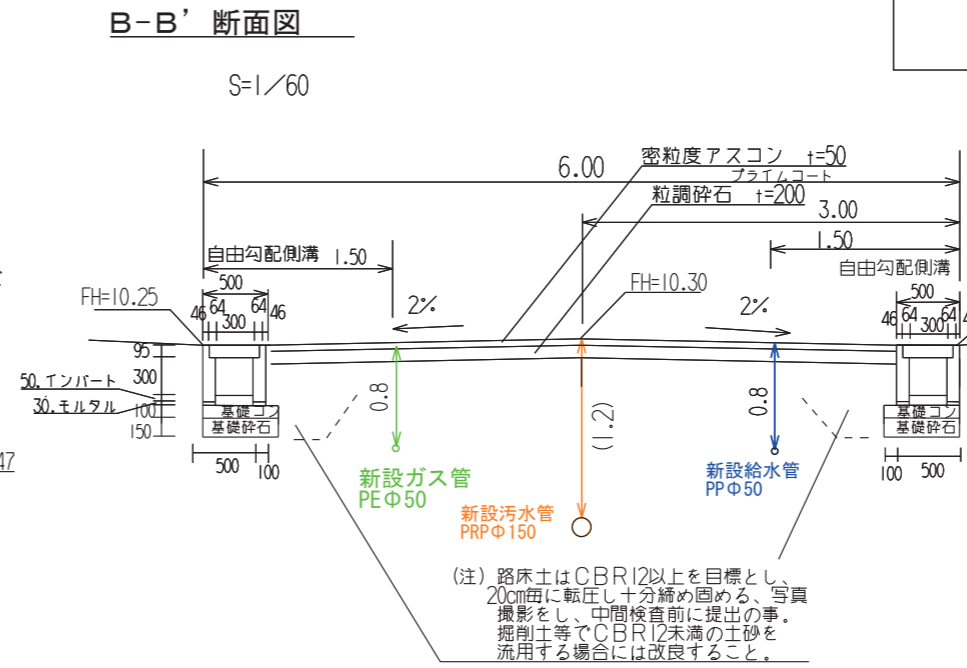 B-B’ 断面図
S=1/60
密粒度アスコン t=50
6.00
プライムコート
粒調砕石 t=200
3.00
自由勾配側溝 1.50
1.50
自由勾配側溝
500
FH=10.25
46 64 300 64 46
2%
FH=10.30
2%
500
46 64 300 64
95
300
50.インバート
30.モルタル
100
150
基礎コン
基礎砕石
500 100
0.8
(1.2)
0.8
基礎コン
基礎砕石
100 500
47
新設ガス管
PEΦ50
新設汚水管
PRPΦ150
新設給水管
PPΦ50
(注) 路床土はCBR12以上を目標とし、
20cm毎に転圧し十分締め固める、写真
撮影をし、中間検査前に提出の事。
掘削土等でCBR12未満の土砂を
流用する場合には改良すること。